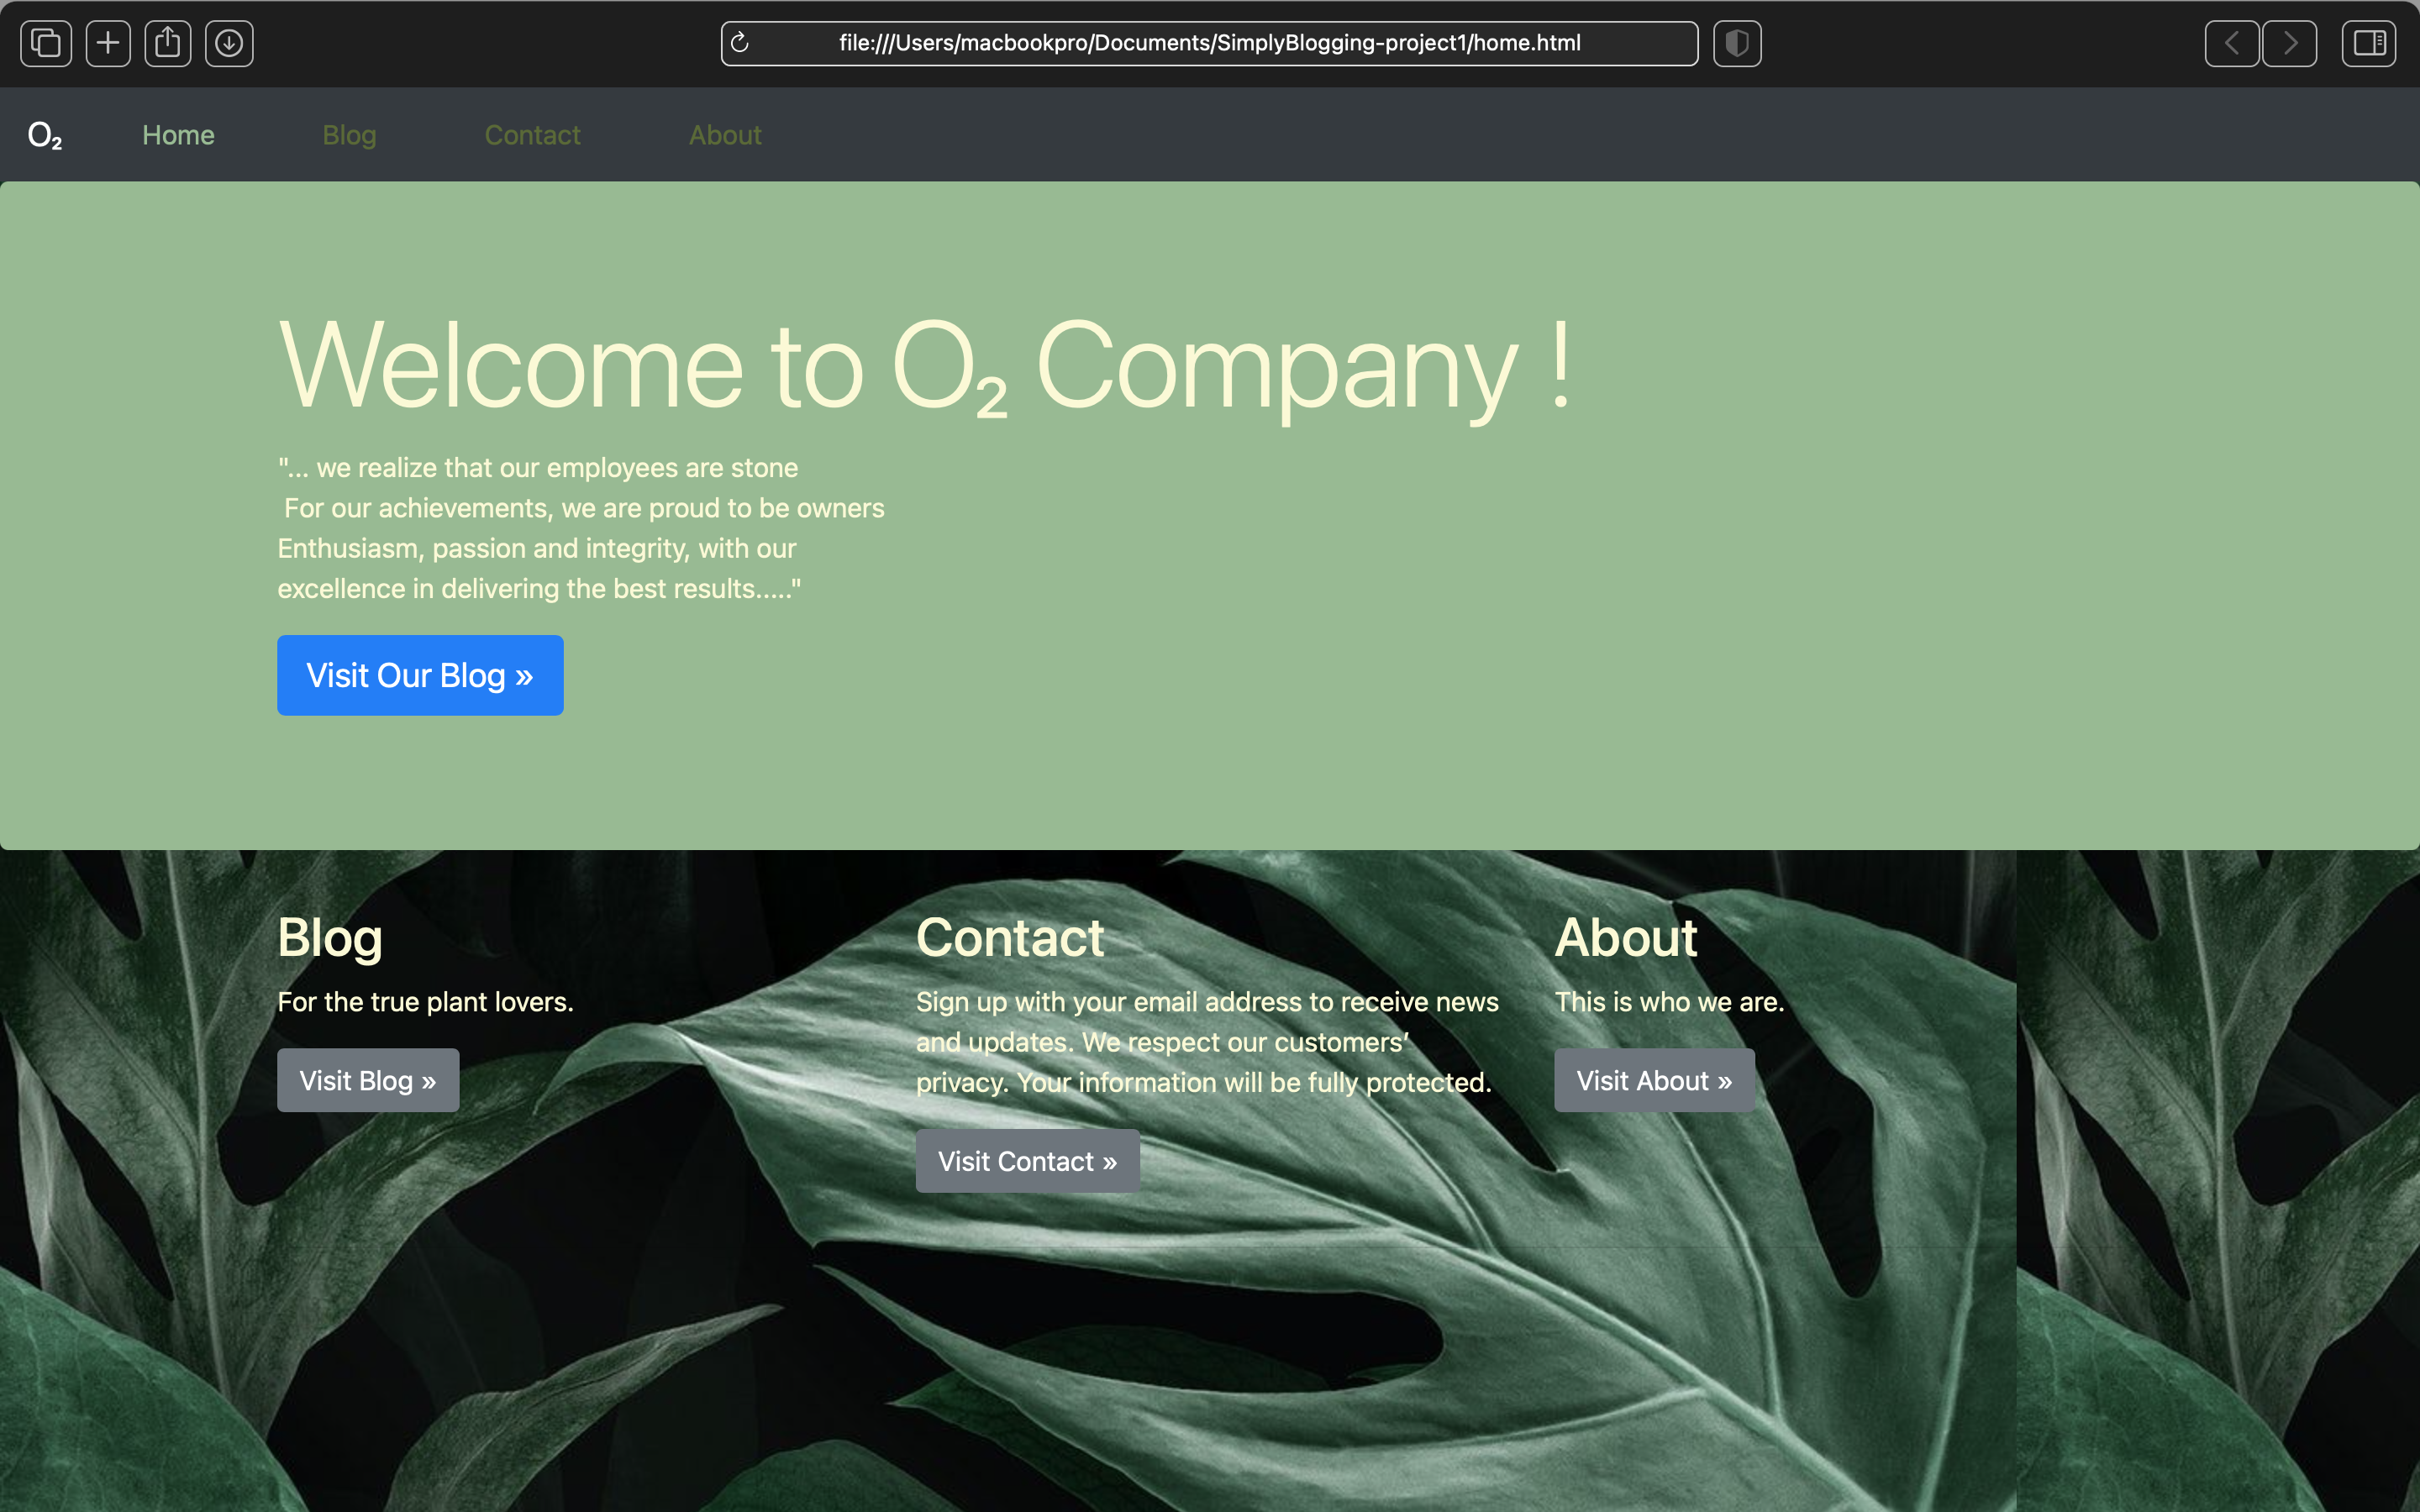 file:///Users/macbookpro/Documents/SimplyBlogging-project1/home.html
O₂ Home Blog Contact About
Welcome to O₂ Company !
"... we realize that our employees are stone
For our achievements, we are proud to be owners
Enthusiasm, passion and integrity, with our
excellence in delivering the best results....."
Visit Our Blog »
Blog
For the true plant lovers.
Visit Blog »
Contact
Sign up with your email address to receive news
and updates. We respect our customers’
privacy. Your information will be fully protected.
Visit Contact »
About
This is who we are.
Visit About »